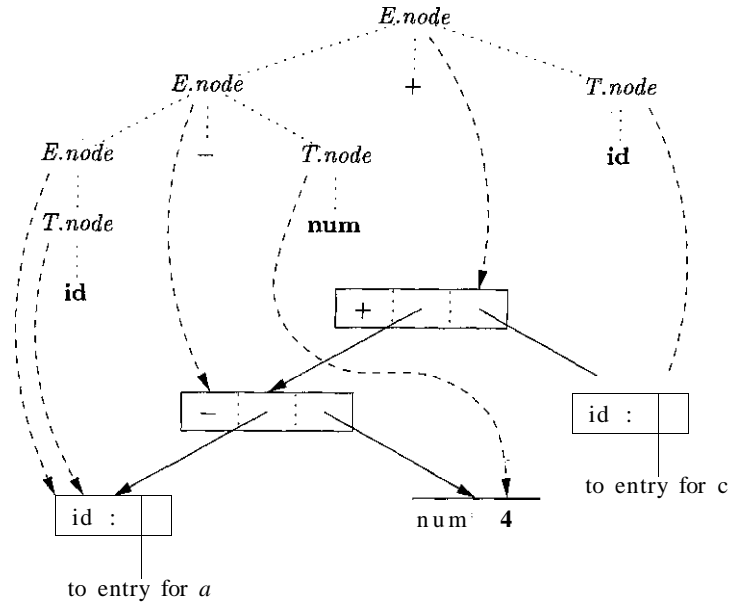 E.node
E.node + T.node
E.node − T.node id
T.node num
id
+
− id :
to entry for c
id : num 4
to entry for a